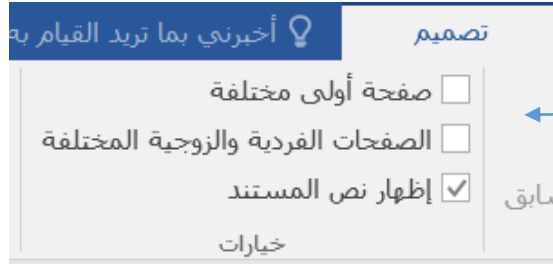 تصميم أخبرني بما تريد القيام به
صفحة أولى مختلفة
الصفحات الفردية والزوجية المختلفة
إظهار نص المستند
خيارات